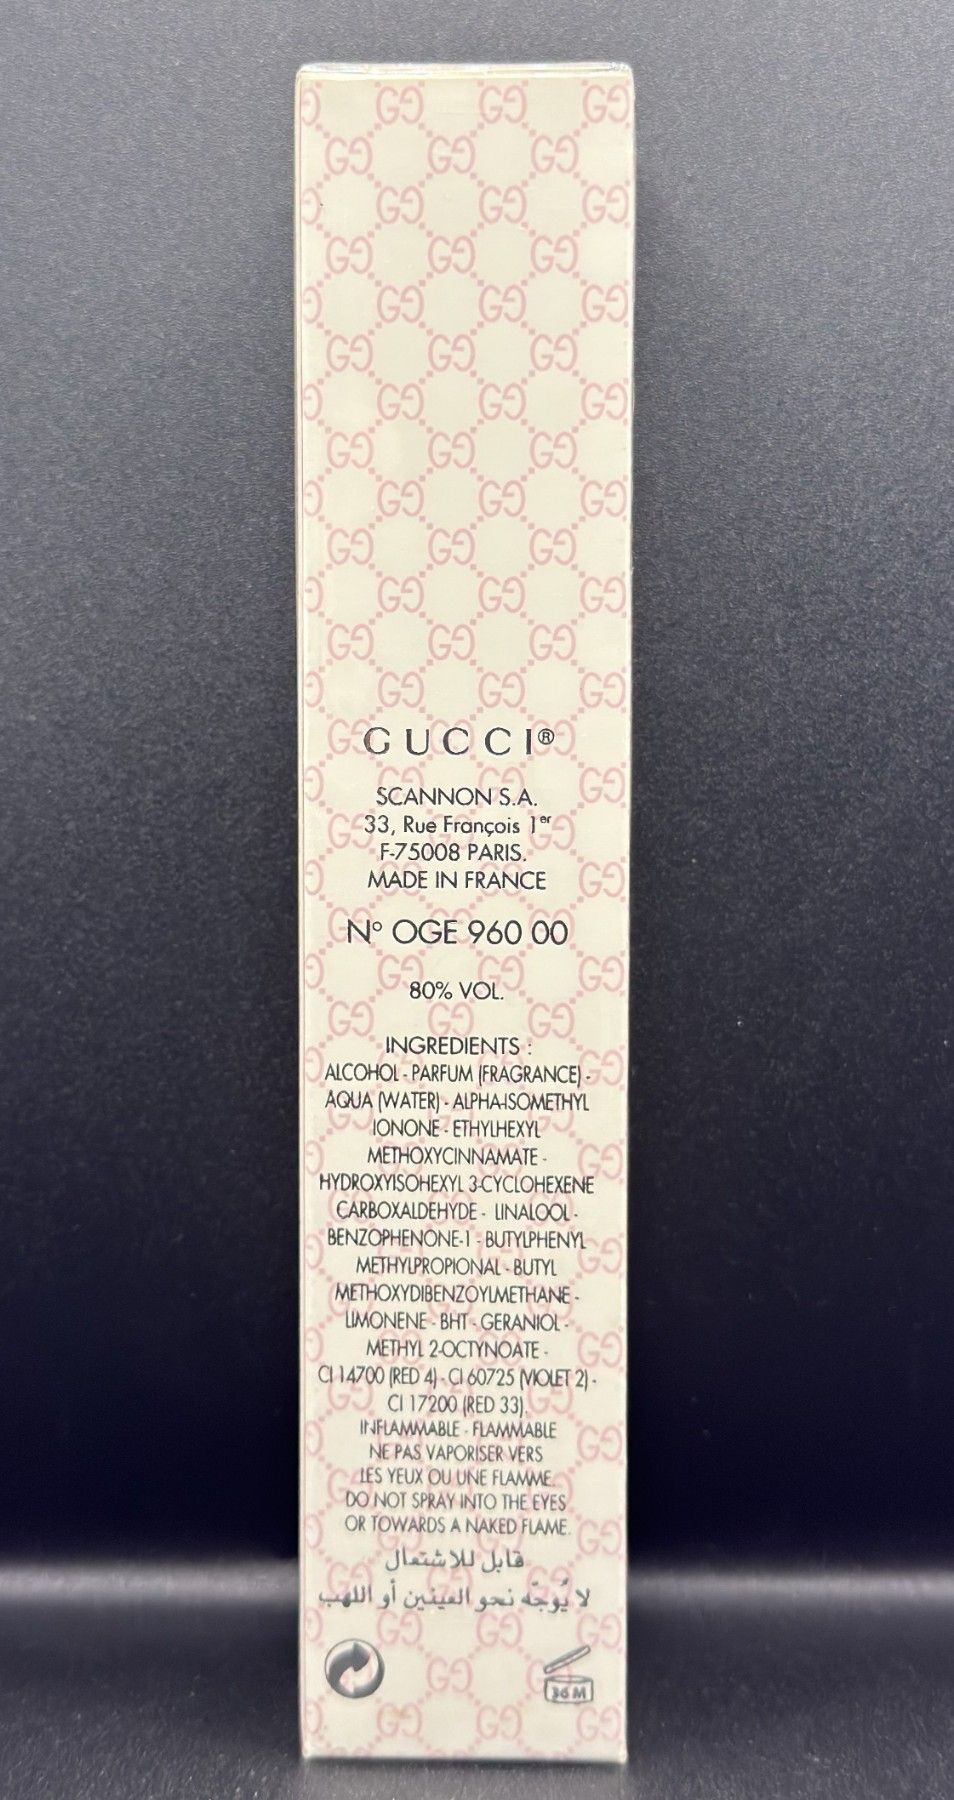 GUCCI®
SCANNON S.A.
33, Rue François 1er
F-75008 PARIS.
MADE IN FRANCE
N° OGE 960 00
80% VOL.
INGREDIENTS :
ALCOHOL - PARFUM (FRAGRANCE) -
AQUA (WATER) - ALPHA-ISOMETHYL
IONONE - ETHYLHEXYL
METHOXYCINNAMATE -
HYDROXYISOHEXYL 3-CYCLOHEXENE
CARBOXALDEHYDE - LINALOOL -
BENZOPHENONE-1 - BUTYLPHENYL
METHYLPROPIONAL - BUTYL
METHOXYDIBENZOYLMETHANE -
LIMONENE - BHT - GERANIOL -
METHYL 2-OCTYNOATE -
CI 14700 (RED 4) - CI 60725 (VIOLET 2) -
CI 17200 (RED 33).
INFLAMMABLE - FLAMMABLE
NE PAS VAPORISER VERS
LES YEUX OU UNE FLAMME.
DO NOT SPRAY INTO THE EYES
OR TOWARDS A NAKED FLAME.
قابل للاشتعال
لا يُوجّه نحو العينين أو اللهب
36 M